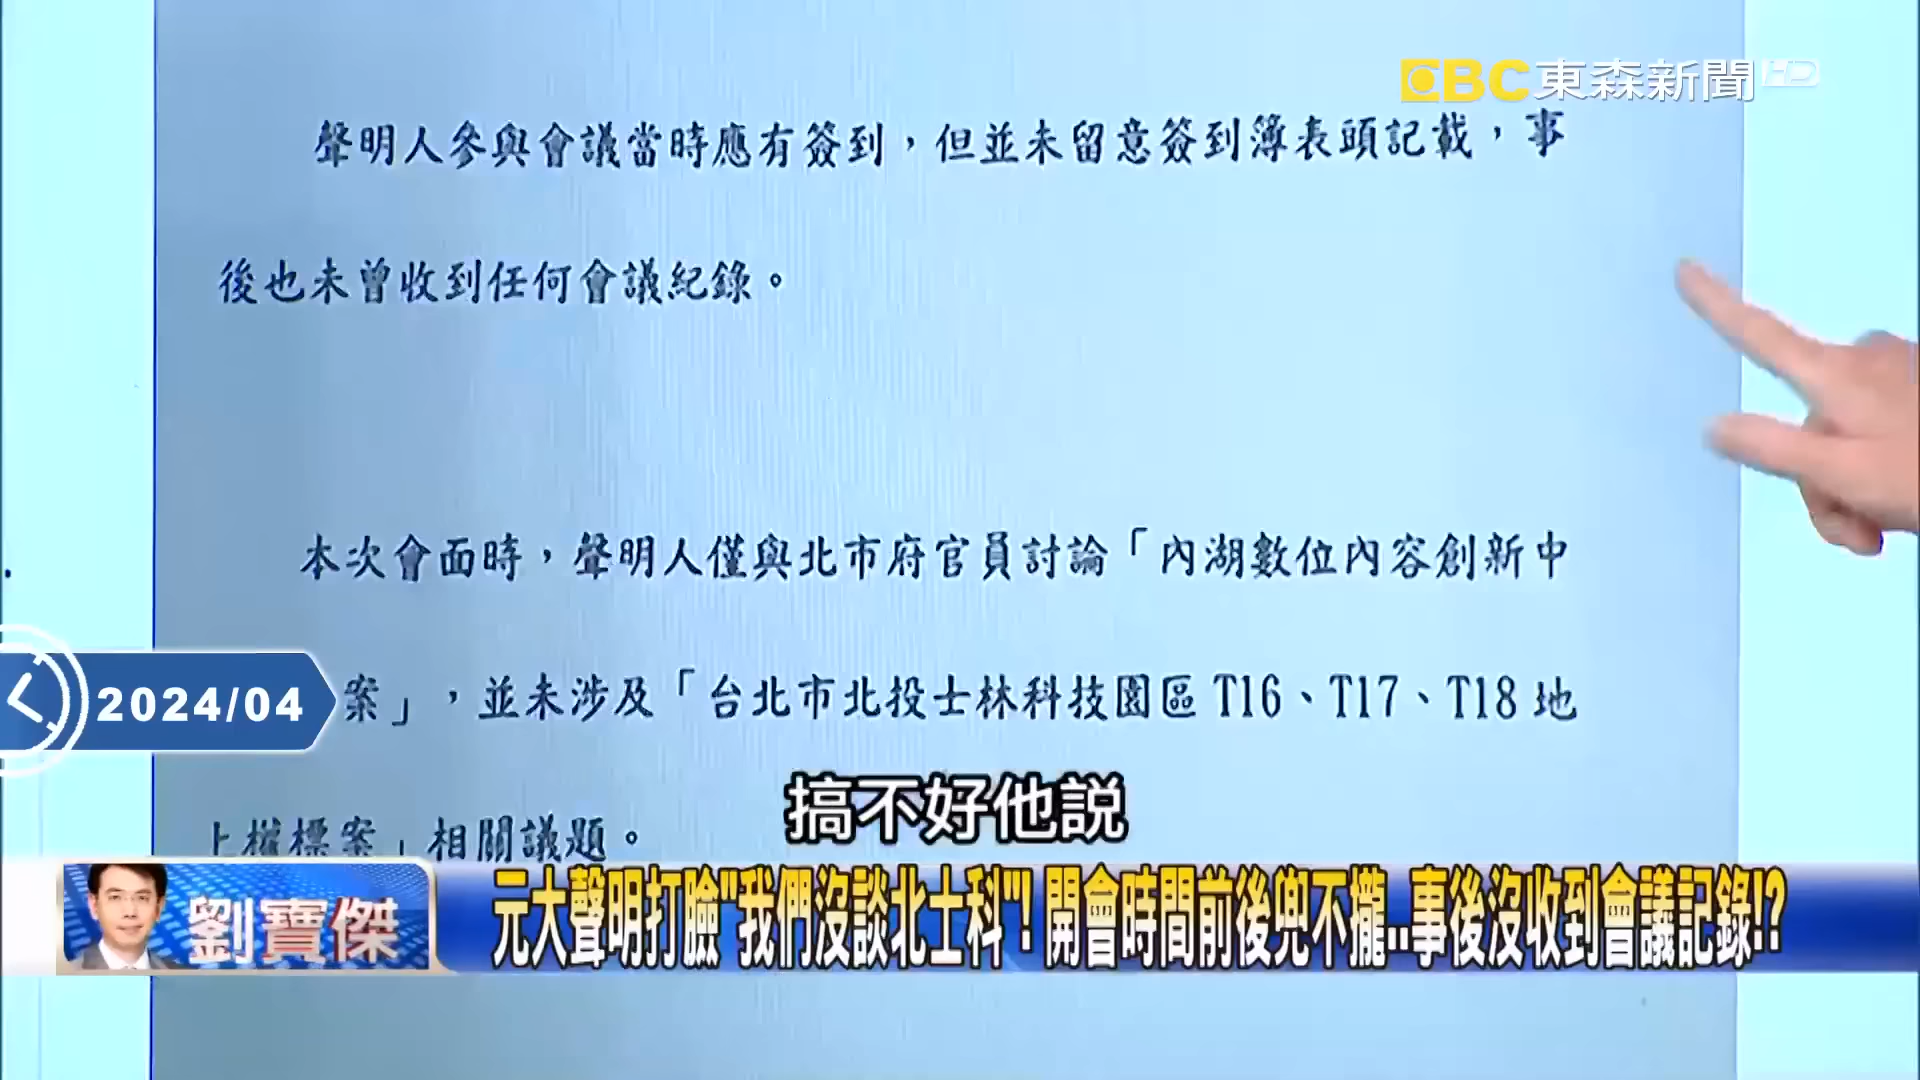 EBC東森新聞HD
聲明人參與會議當時應有簽到，但並未留意簽到簿表頭記載，事
後也未曾收到任何會議紀錄。
本次會面時，聲明人僅與北市府官員討論「內湖數位內容創新中
案」，並未涉及「台北市北投士林科技園區T16、T17、T18地
2024/04
上權標案」相關議題。
搞不好他說
劉寶傑
元大聲明打臉"我們沒談北士科"！開會時間前後兜不攏..事後沒收到會議記錄!?